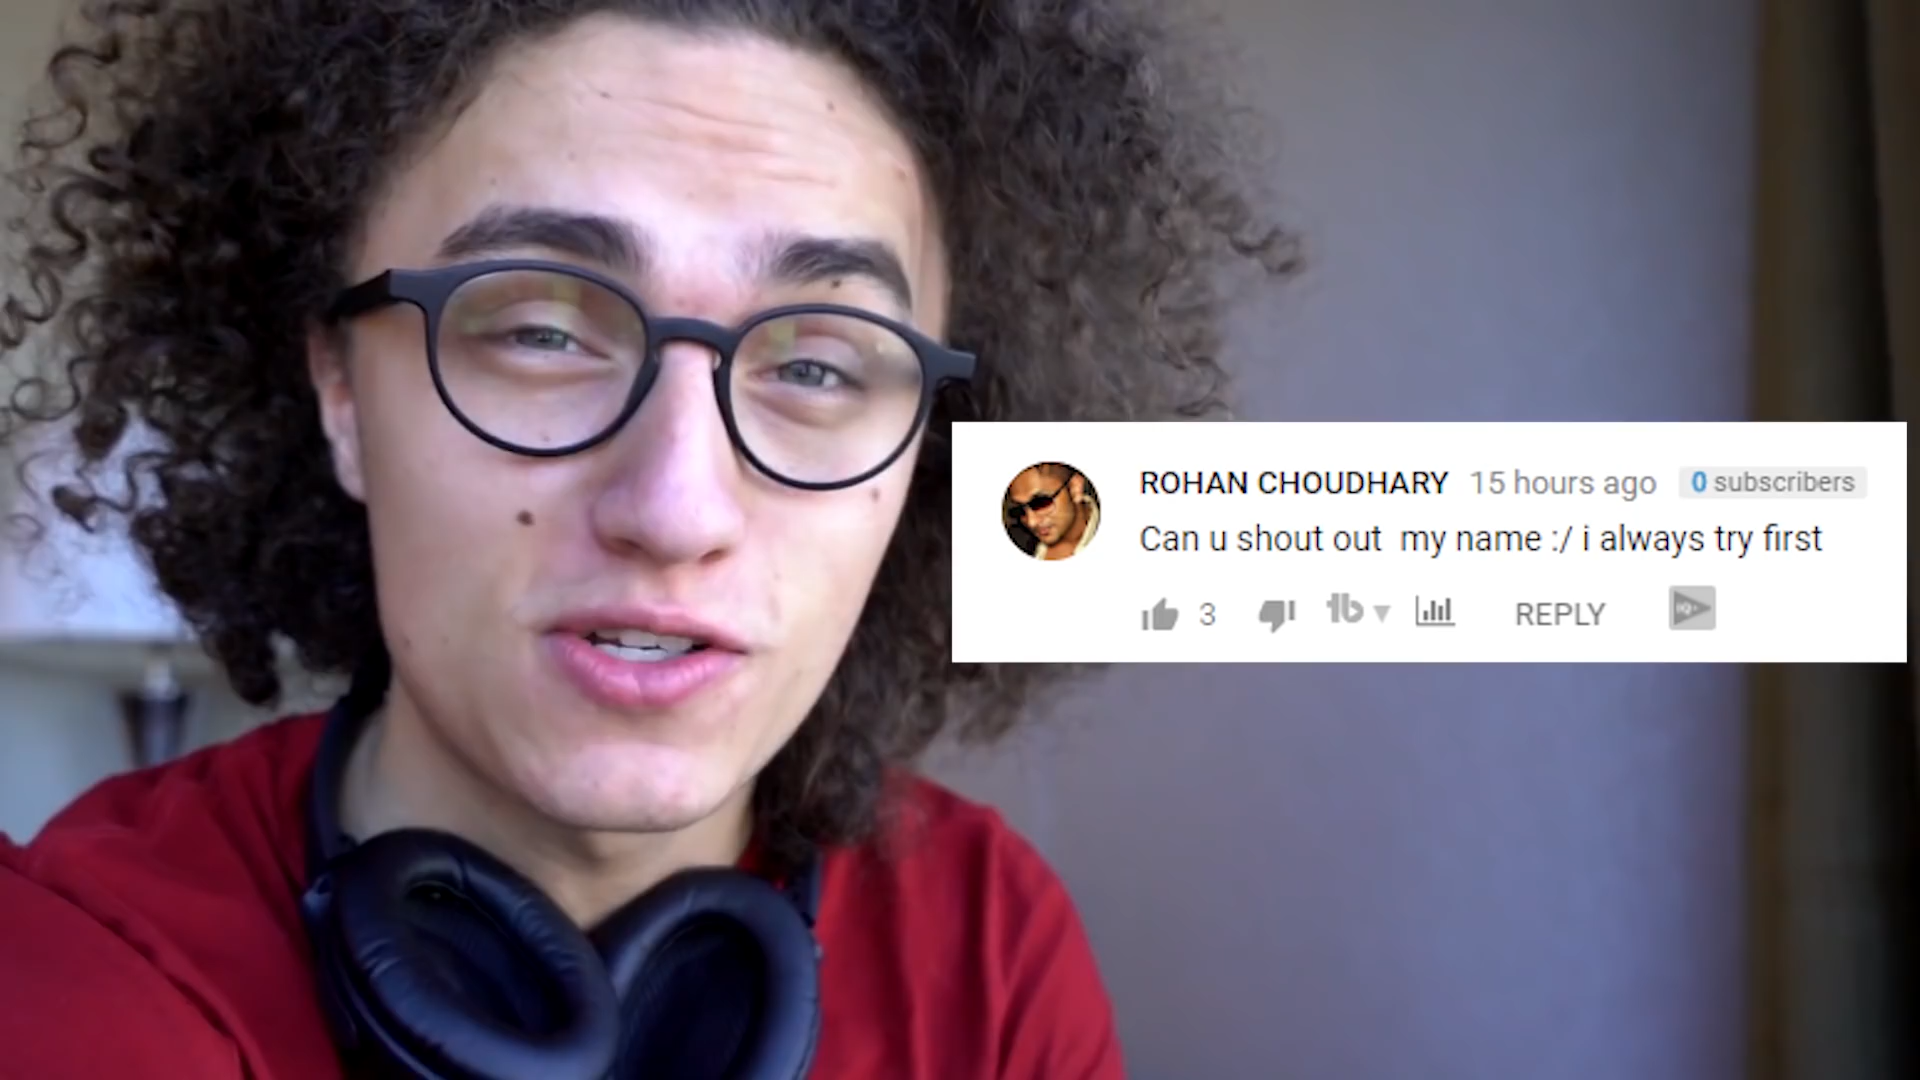 ROHAN CHOUDHARY 15 hours ago 0 subscribers
Can u shout out my name :/ i always try first
3 REPLY